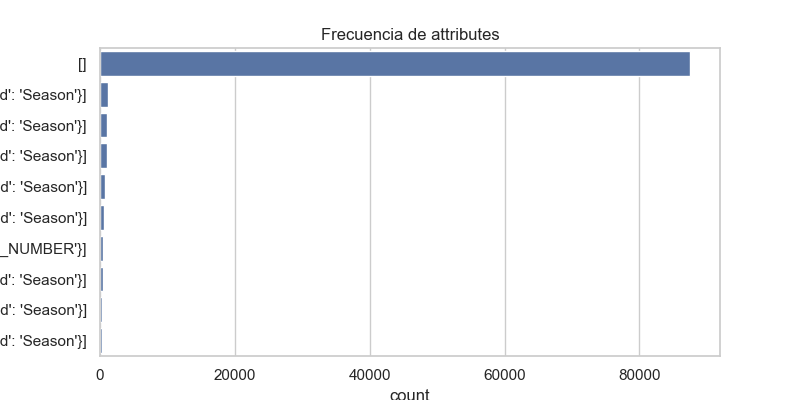 Frecuencia de attributes
[]
d': 'Season'}]
d': 'Season'}]
d': 'Season'}]
d': 'Season'}]
d': 'Season'}]
_NUMBER'}]
d': 'Season'}]
d': 'Season'}]
d': 'Season'}]
0 20000 40000 60000 80000
count